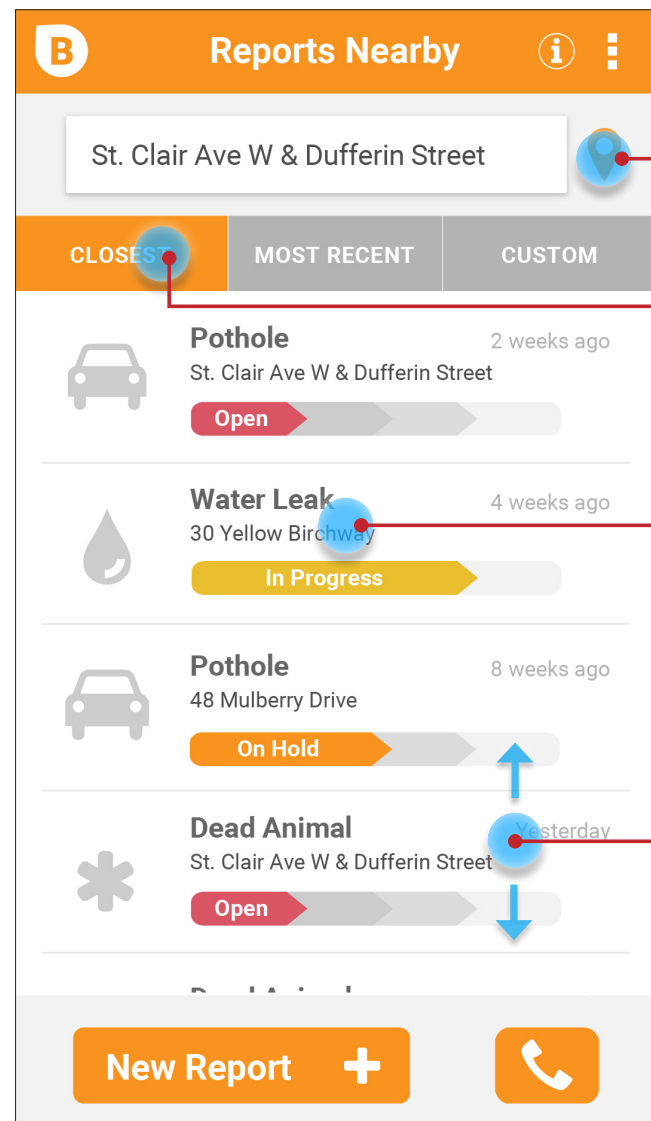 B
Reports Nearby
St. Clair Ave W & Dufferin Street
CLOSEST MOST RECENT CUSTOM
Pothole 2 weeks ago
St. Clair Ave W & Dufferin Street
Open
Water Leak 4 weeks ago
30 Yellow Birchway
In Progress
Pothole 8 weeks ago
48 Mulberry Drive
On Hold
Dead Animal Yesterday
St. Clair Ave W & Dufferin Street
Open
New Report +